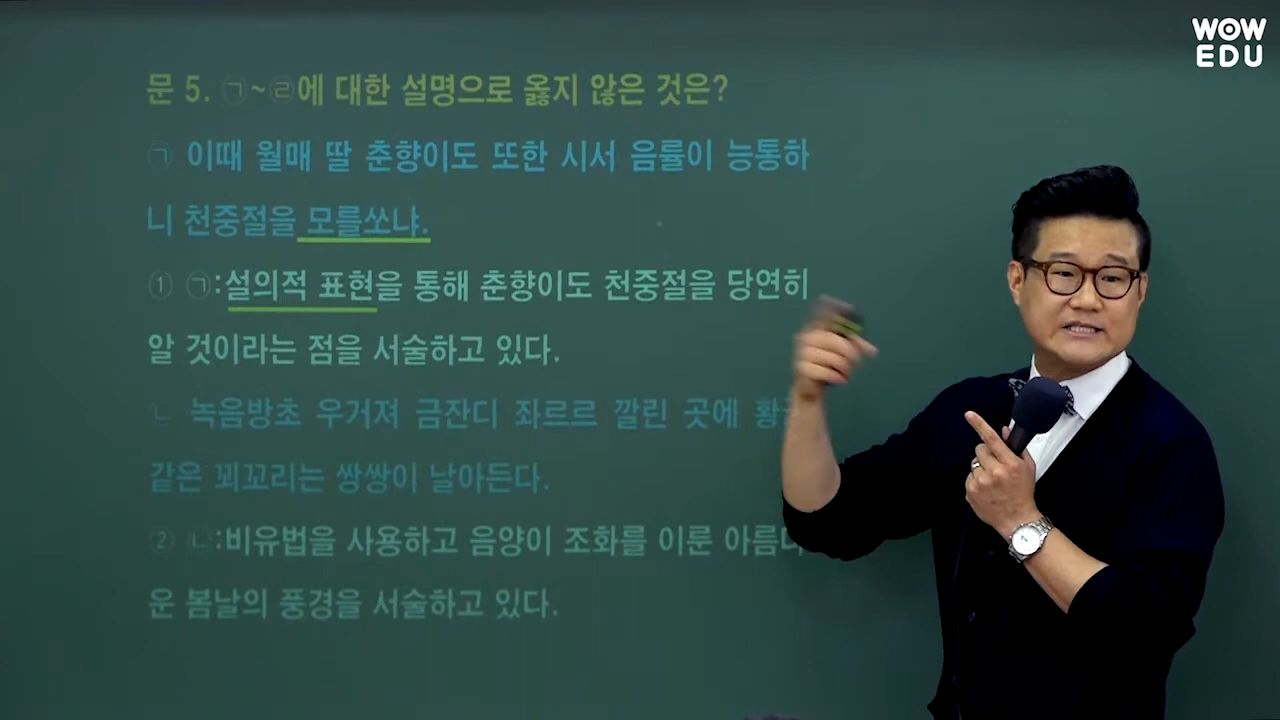 WOW
EDU
문 5. ㉠~㉣에 대한 설명으로 옳지 않은 것은?
㉠ 이때 월매 딸 춘향이도 또한 시서 음률이 능통하
니 천중절을 모를쏘냐.
① ㉠:설의적 표현을 통해 춘향이도 천중절을 당연히
알 것이라는 점을 서술하고 있다.
㉡ 녹음방초 우거져 금잔디 좌르르 깔린 곳에
같은 꾀꼬리는 쌍쌍이 날아든다.
② ㉡:비유법을 사용하고 음양이 조화를 이룬 아름다
운 봄날의 풍경을 서술하고 있다.